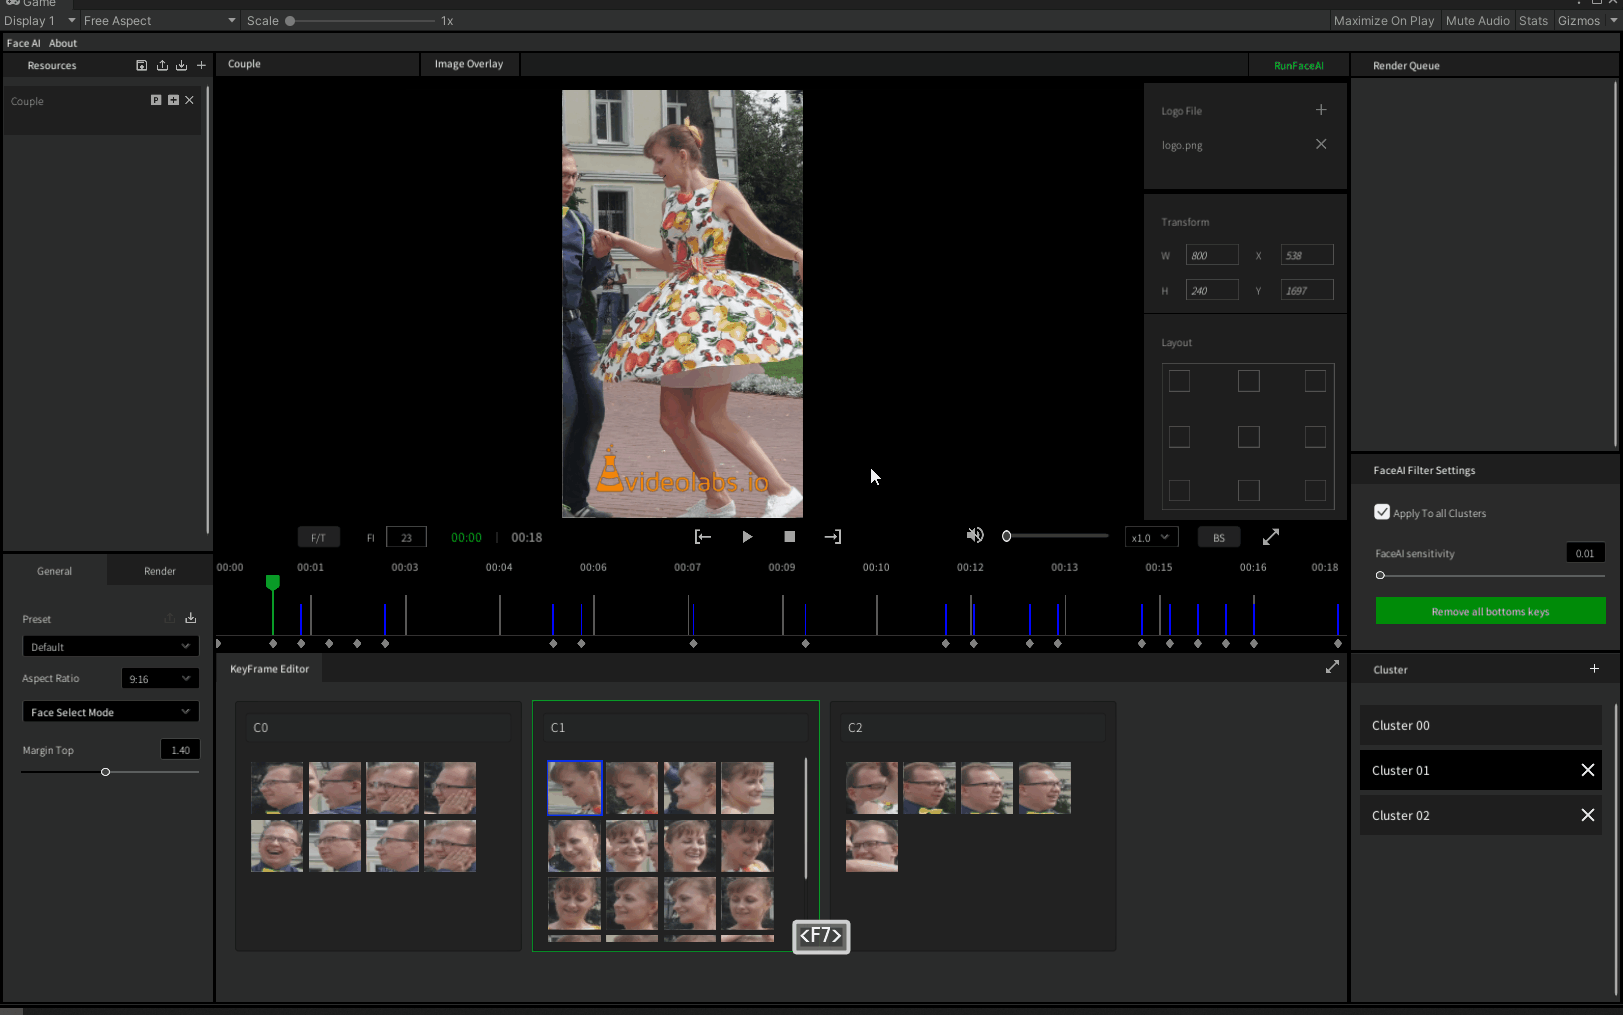 Game
Display 1 Free Aspect Scale 1x Maximize On Play Mute Audio Stats Gizmos
Face AI About
Resources Couple Image Overlay RunFaceAI Render Queue
Couple P
Logo File
logo.png
Transform
W 800 X 538
H 240 Y 1697
Layout
videolabs.io
FaceAI Filter Settings
Apply To all Clusters
FaceAI sensitivity 0.01
Remove all bottoms keys
F/T FI 23 00:00 | 00:18 x1.0 BS
00:00 00:01 00:03 00:04 00:06 00:07 00:09 00:10 00:12 00:13 00:15 00:16 00:18
General Render
Preset
Default
Aspect Ratio 9:16
Face Select Mode
Margin Top 1.40
KeyFrame Editor
C0 C1 C2
<F7>
Cluster
Cluster 00
Cluster 01
Cluster 02